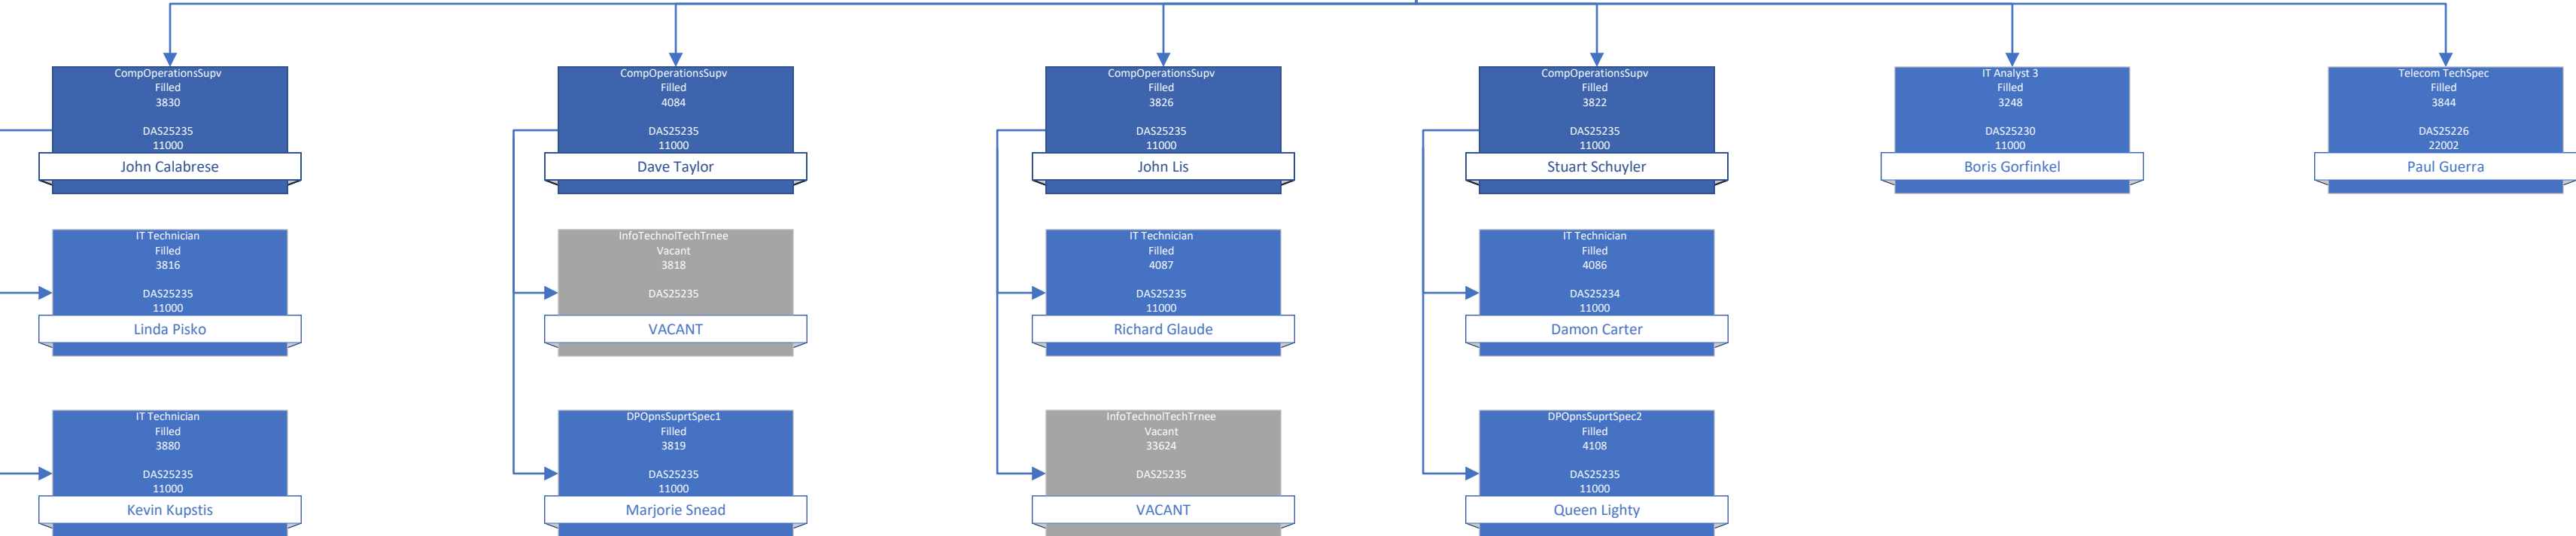 CompOperationsSupv
Filled
3830
DAS25235
11000
John Calabrese
CompOperationsSupv
Filled
4084
DAS25235
11000
Dave Taylor
CompOperationsSupv
Filled
3826
DAS25235
11000
John Lis
CompOperationsSupv
Filled
3822
DAS25235
11000
Stuart Schuyler
IT Analyst 3
Filled
3248
DAS25230
11000
Boris Gorfinkel
Telecom TechSpec
Filled
3844
DAS25226
22002
Paul Guerra
IT Technician
Filled
3816
DAS25235
11000
Linda Pisko
InfoTechnolTechTrnee
Vacant
3818
DAS25235
VACANT
IT Technician
Filled
4087
DAS25235
11000
Richard Glaude
IT Technician
Filled
4086
DAS25234
11000
Damon Carter
IT Technician
Filled
3880
DAS25235
11000
Kevin Kupstis
DPOpnsSuprtSpec1
Filled
3819
DAS25235
11000
Marjorie Snead
InfoTechnolTechTrnee
Vacant
33624
DAS25235
VACANT
DPOpnsSuprtSpec2
Filled
4108
DAS25235
11000
Queen Lighty